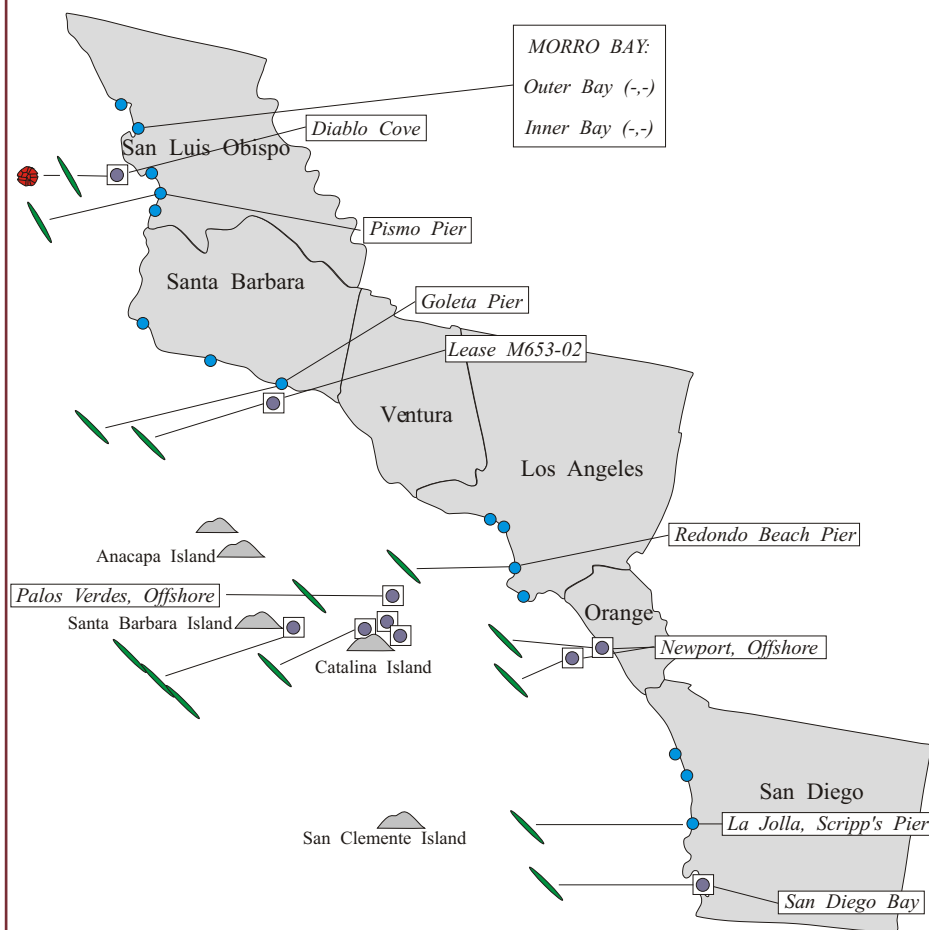 MORRO BAY:
Outer Bay (-,-)
Inner Bay (-,-)
Diablo Cove
San Luis Obispo
Pismo Pier
Santa Barbara
Goleta Pier
Lease M653-02
Ventura
Los Angeles
Redondo Beach Pier
Anacapa Island
Palos Verdes, Offshore
Santa Barbara Island
Orange
Newport, Offshore
Catalina Island
San Diego
La Jolla, Scripp's Pier
San Clemente Island
San Diego Bay